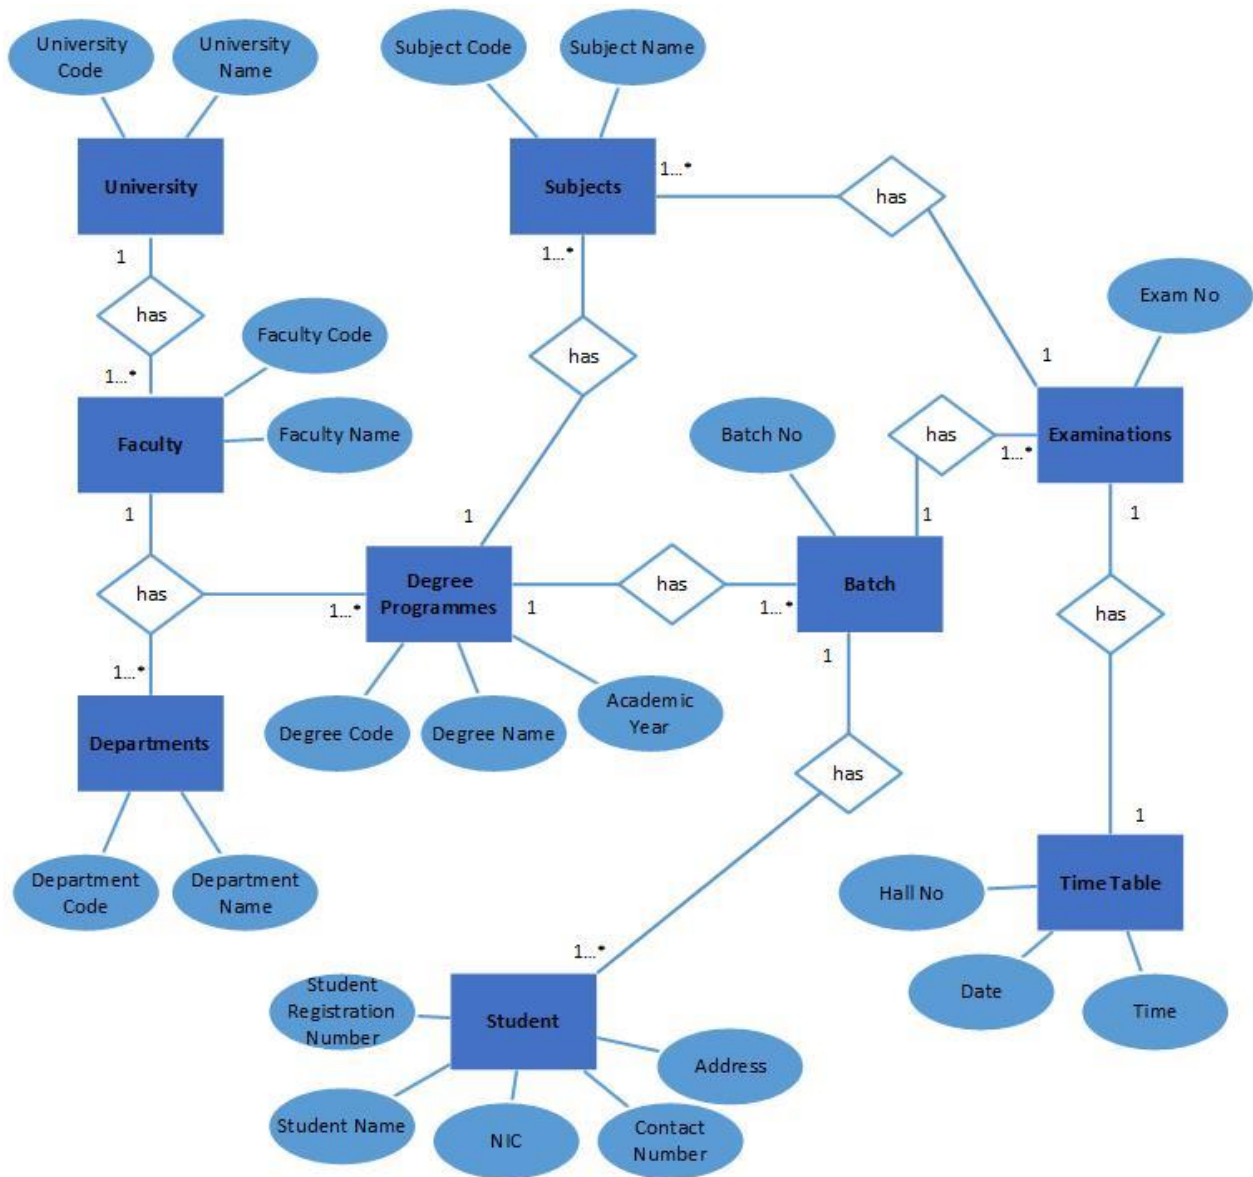 University
Code
University
Name
Subject Code
Subject Name
University
Subjects
1...*
has
1
1...*
has
Exam No
Faculty Code
has
1
1...*
Faculty
Faculty Name
Batch No
has
Examinations
1...*
1
1
1
1
Degree
Programmes
has
Batch
has
1...*
1
1...*
has
1...*
1
Departments
Degree Code
Degree Name
Academic
Year
has
1
Department
Code
Department
Name
Hall No
Time Table
1...*
Student
Registration
Number
Student
Date
Time
Address
Student Name
NIC
Contact
Number